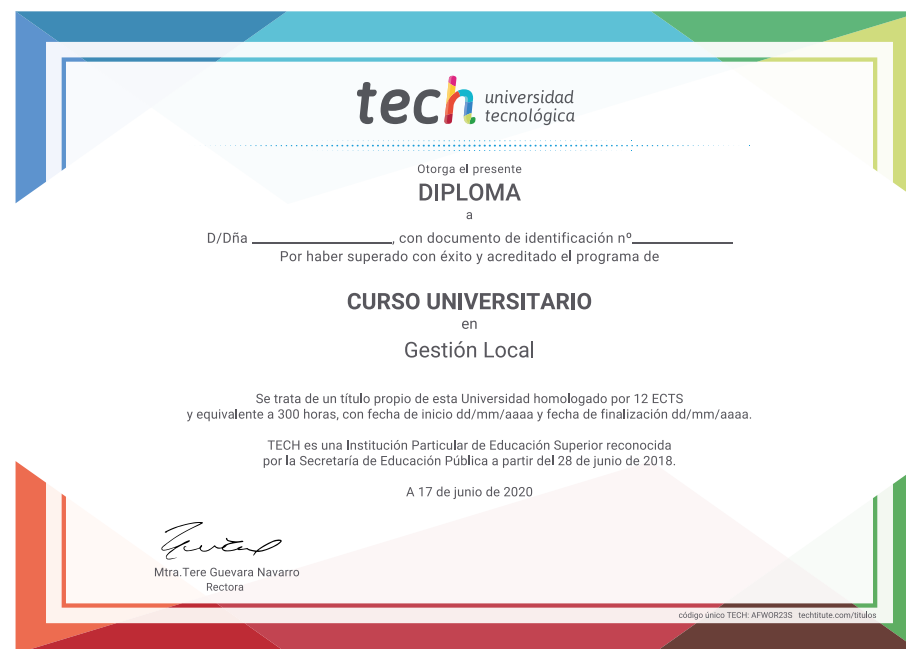 tech universidad
tecnológica
Otorga el presente
DIPLOMA
a
D/Dña ____________________, con documento de identificación nº______________
Por haber superado con éxito y acreditado el programa de
CURSO UNIVERSITARIO
en
Gestión Local
Se trata de un título propio de esta Universidad homologado por 12 ECTS
y equivalente a 300 horas, con fecha de inicio dd/mm/aaaa y fecha de finalización dd/mm/aaaa.
TECH es una Institución Particular de Educación Superior reconocida
por la Secretaría de Educación Pública a partir del 28 de junio de 2018.
A 17 de junio de 2020
Mtra.Tere Guevara Navarro
Rectora
código único TECH: AFWOR23S techtitute.com/titulos